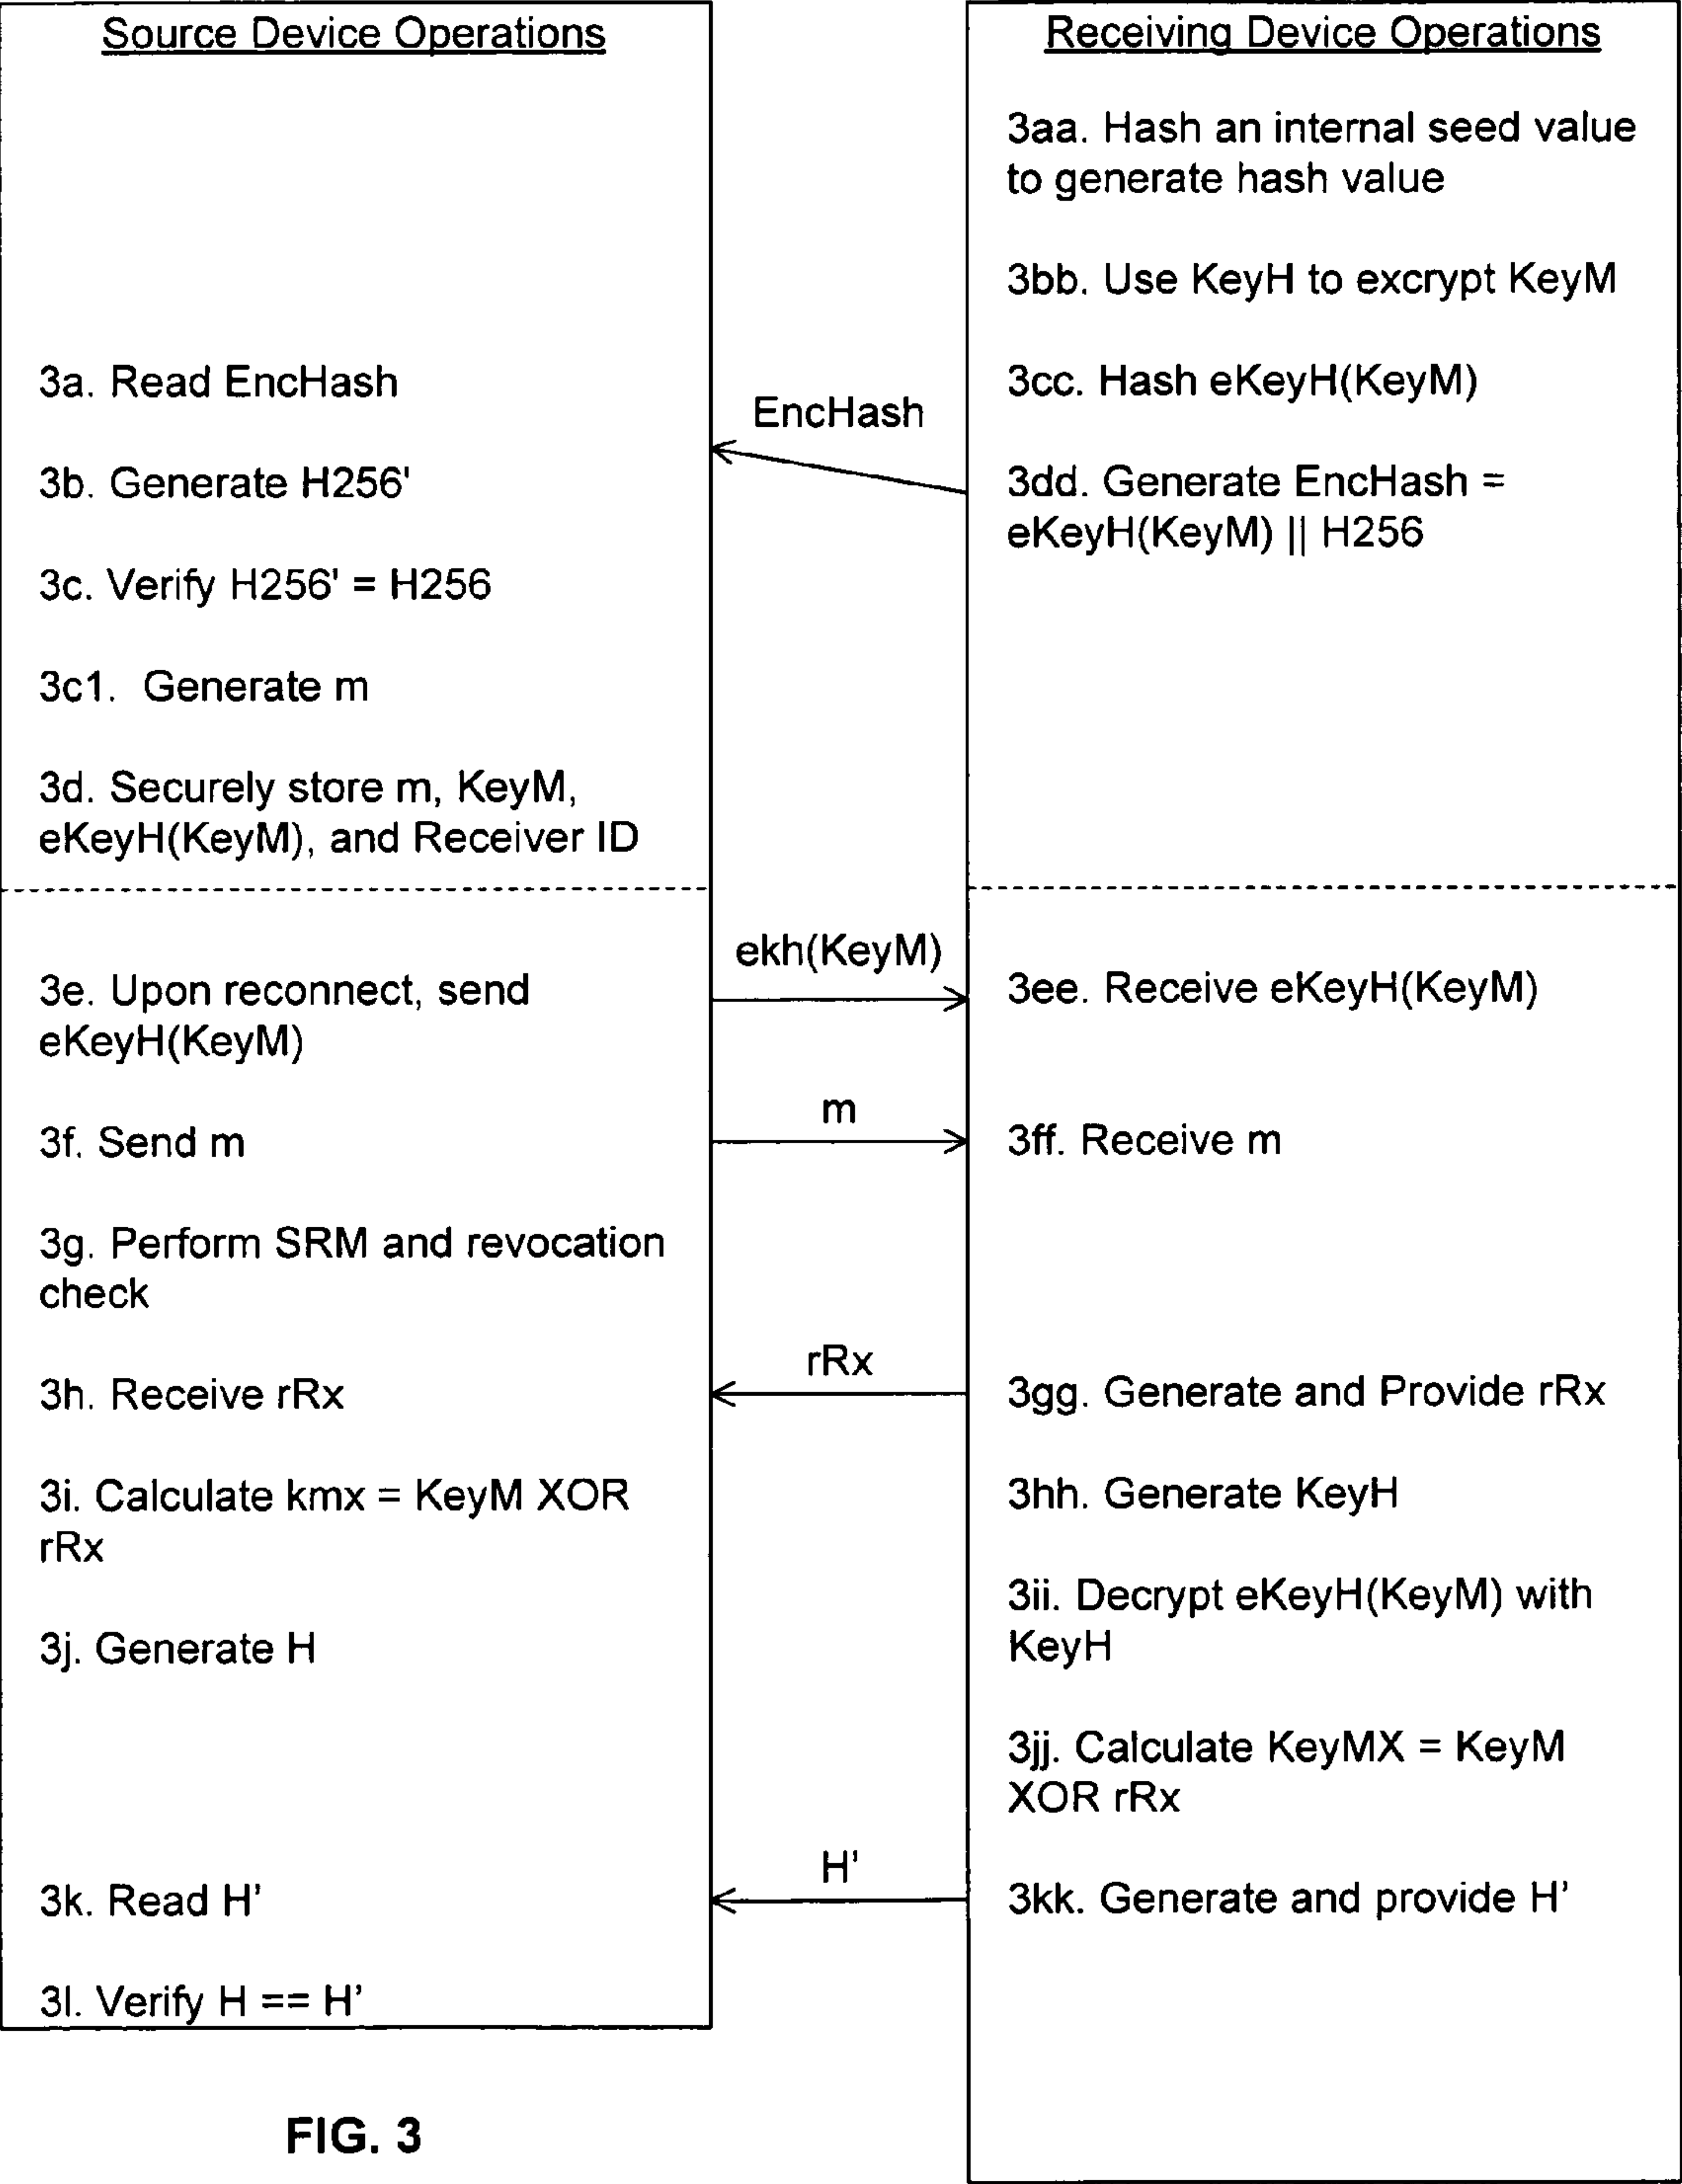 Source Device Operations
3a. Read EncHash
3b. Generate H256'
3c. Verify H256' = H256
3c1. Generate m
3d. Securely store m, KeyM,
eKeyH(KeyM), and Receiver ID
3e. Upon reconnect, send
eKeyH(KeyM)
3f. Send m
3g. Perform SRM and revocation
check
3h. Receive rRx
3i. Calculate kmx = KeyM XOR
rRx
3j. Generate H
3k. Read H'
3l. Verify H == H'
EncHash
ekh(KeyM)
m
rRx
H'
Receiving Device Operations
3aa. Hash an internal seed value
to generate hash value
3bb. Use KeyH to excrypt KeyM
3cc. Hash eKeyH(KeyM)
3dd. Generate EncHash =
eKeyH(KeyM) || H256
3ee. Receive eKeyH(KeyM)
3ff. Receive m
3gg. Generate and Provide rRx
3hh. Generate KeyH
3ii. Decrypt eKeyH(KeyM) with
KeyH
3jj. Calculate KeyMX = KeyM
XOR rRx
3kk. Generate and provide H'
FIG. 3